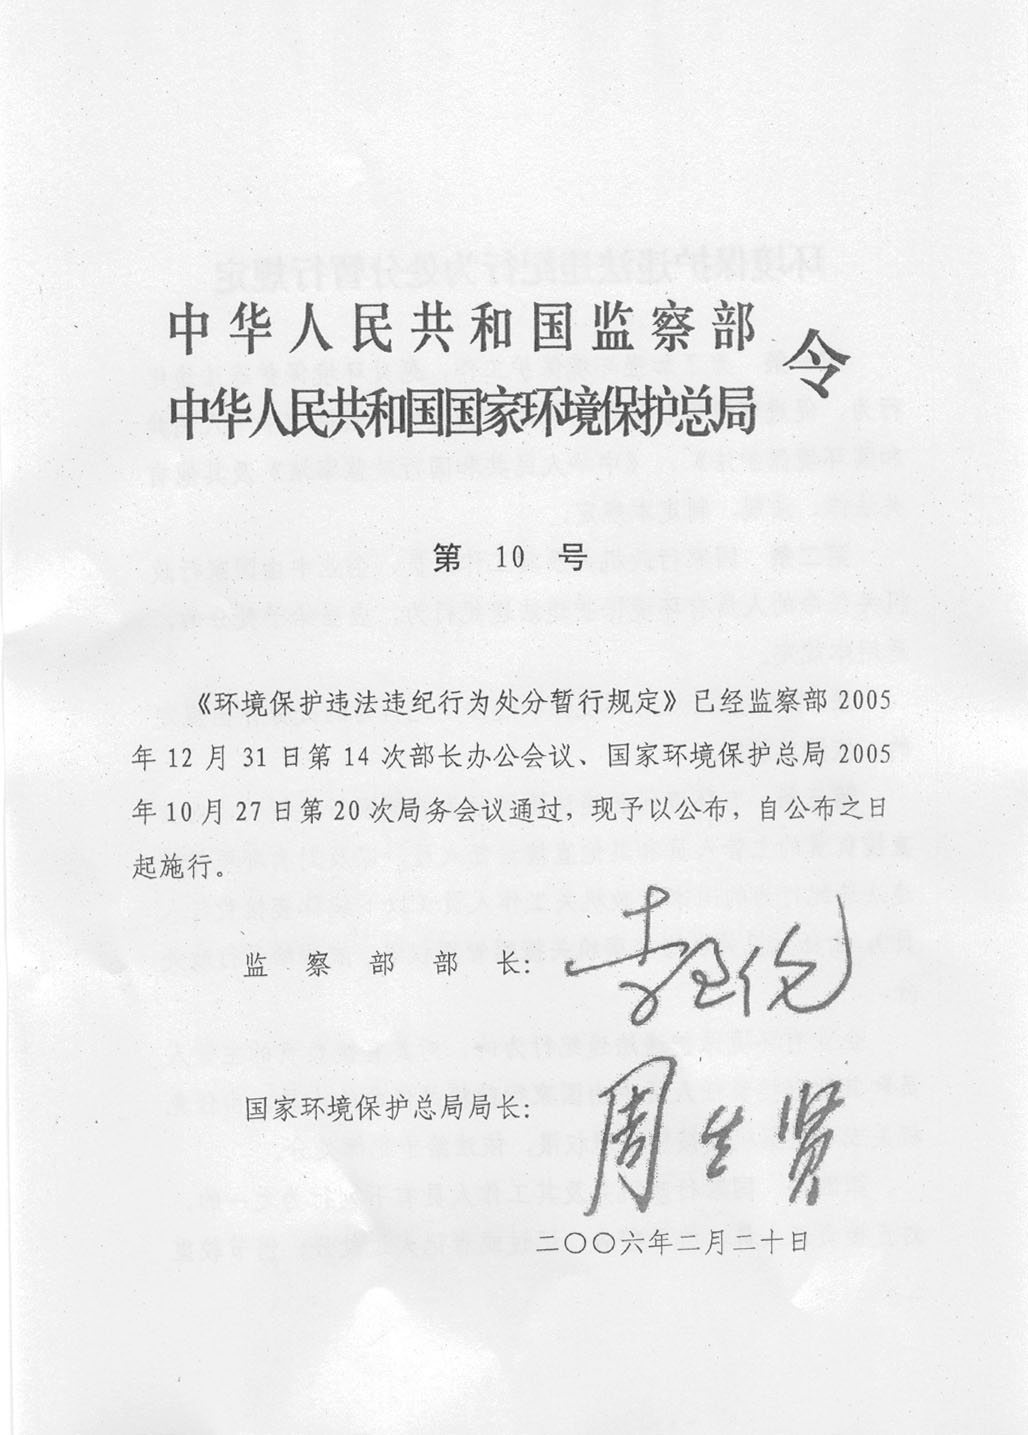 中华人民共和国监察部
中华人民共和国国家环境保护总局
令
第 10 号
《环境保护违法违纪行为处分暂行规定》已经监察部 2005
年 12 月 31 日第 14 次部长办公会议、国家环境保护总局 2005
年 10 月 27 日第 20 次局务会议通过，现予以公布，自公布之日
起施行。
监察部部长：李至伦
国家环境保护总局局长：周生贤
二〇〇六年二月二十日